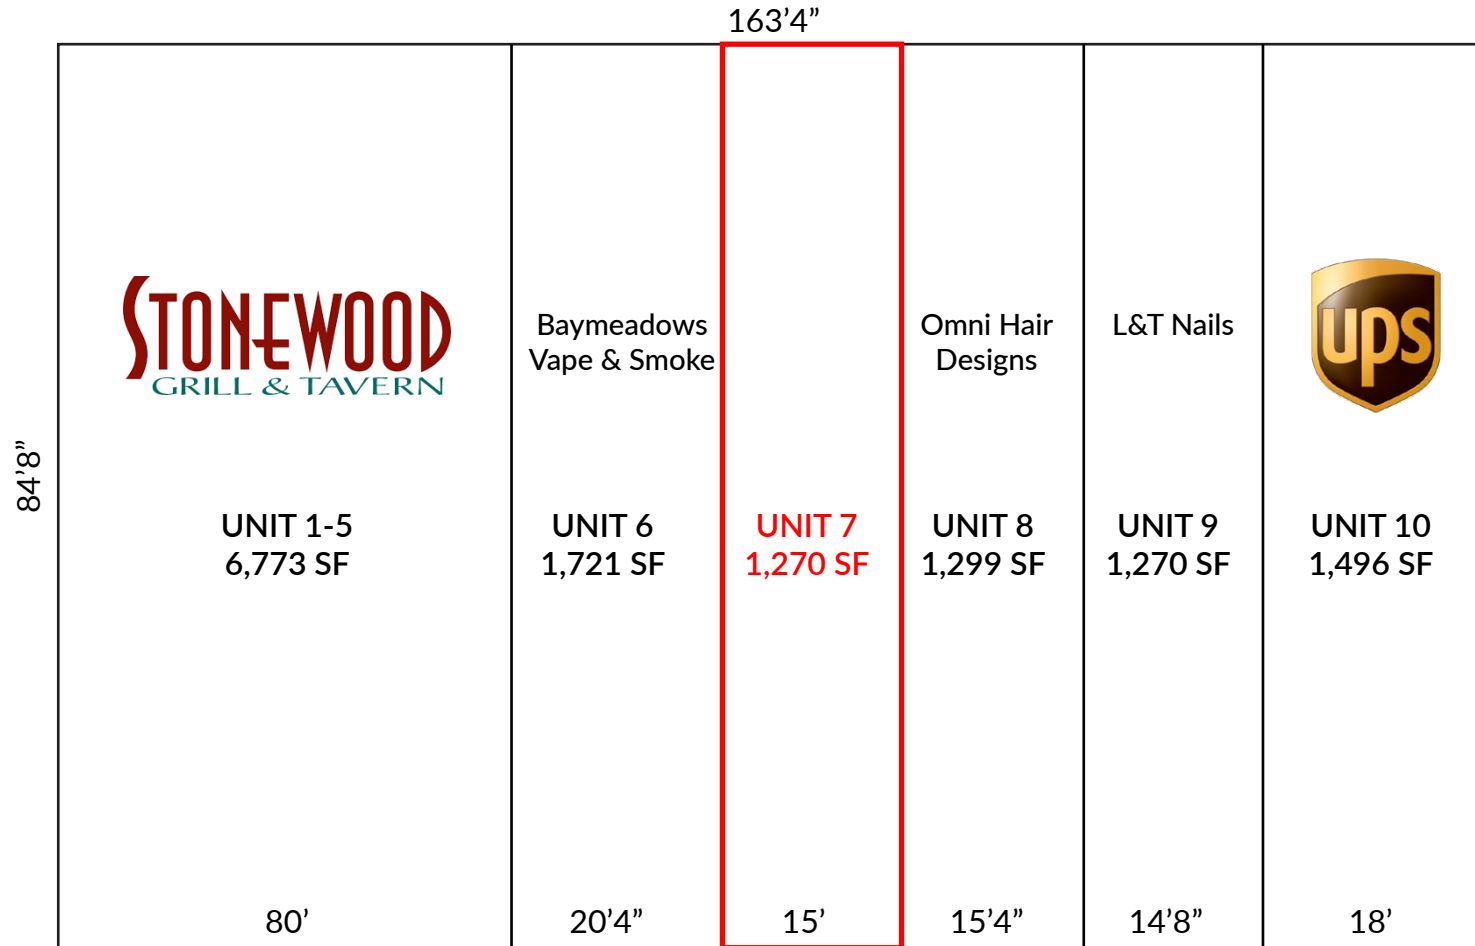 163’4”
84’8”
STONEWOOD
GRILL & TAVERN
UNIT 1-5
6,773 SF
80’
Baymeadows
Vape & Smoke
UNIT 6
1,721 SF
20’4”
UNIT 7
1,270 SF
15’
Omni Hair
Designs
UNIT 8
1,299 SF
15’4”
L&T Nails
UNIT 9
1,270 SF
14’8”
ups
UNIT 10
1,496 SF
18’